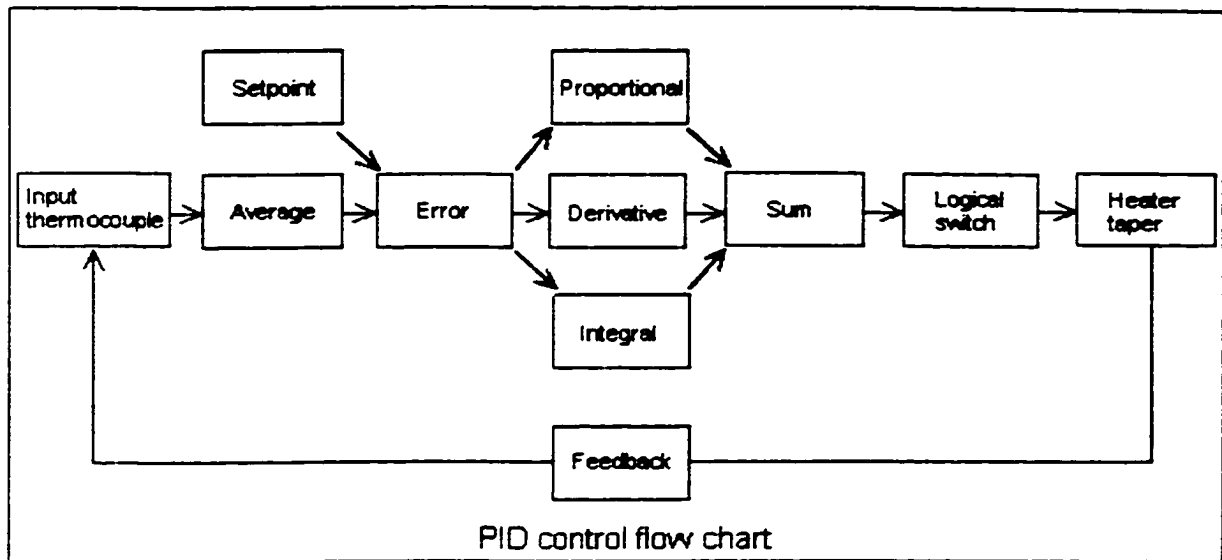 Setpoint
Proportional
Input
thermocouple
Average
Error
Derivative
Sum
Logical
switch
Heater
taper
Integral
Feedback
PID control flow chart